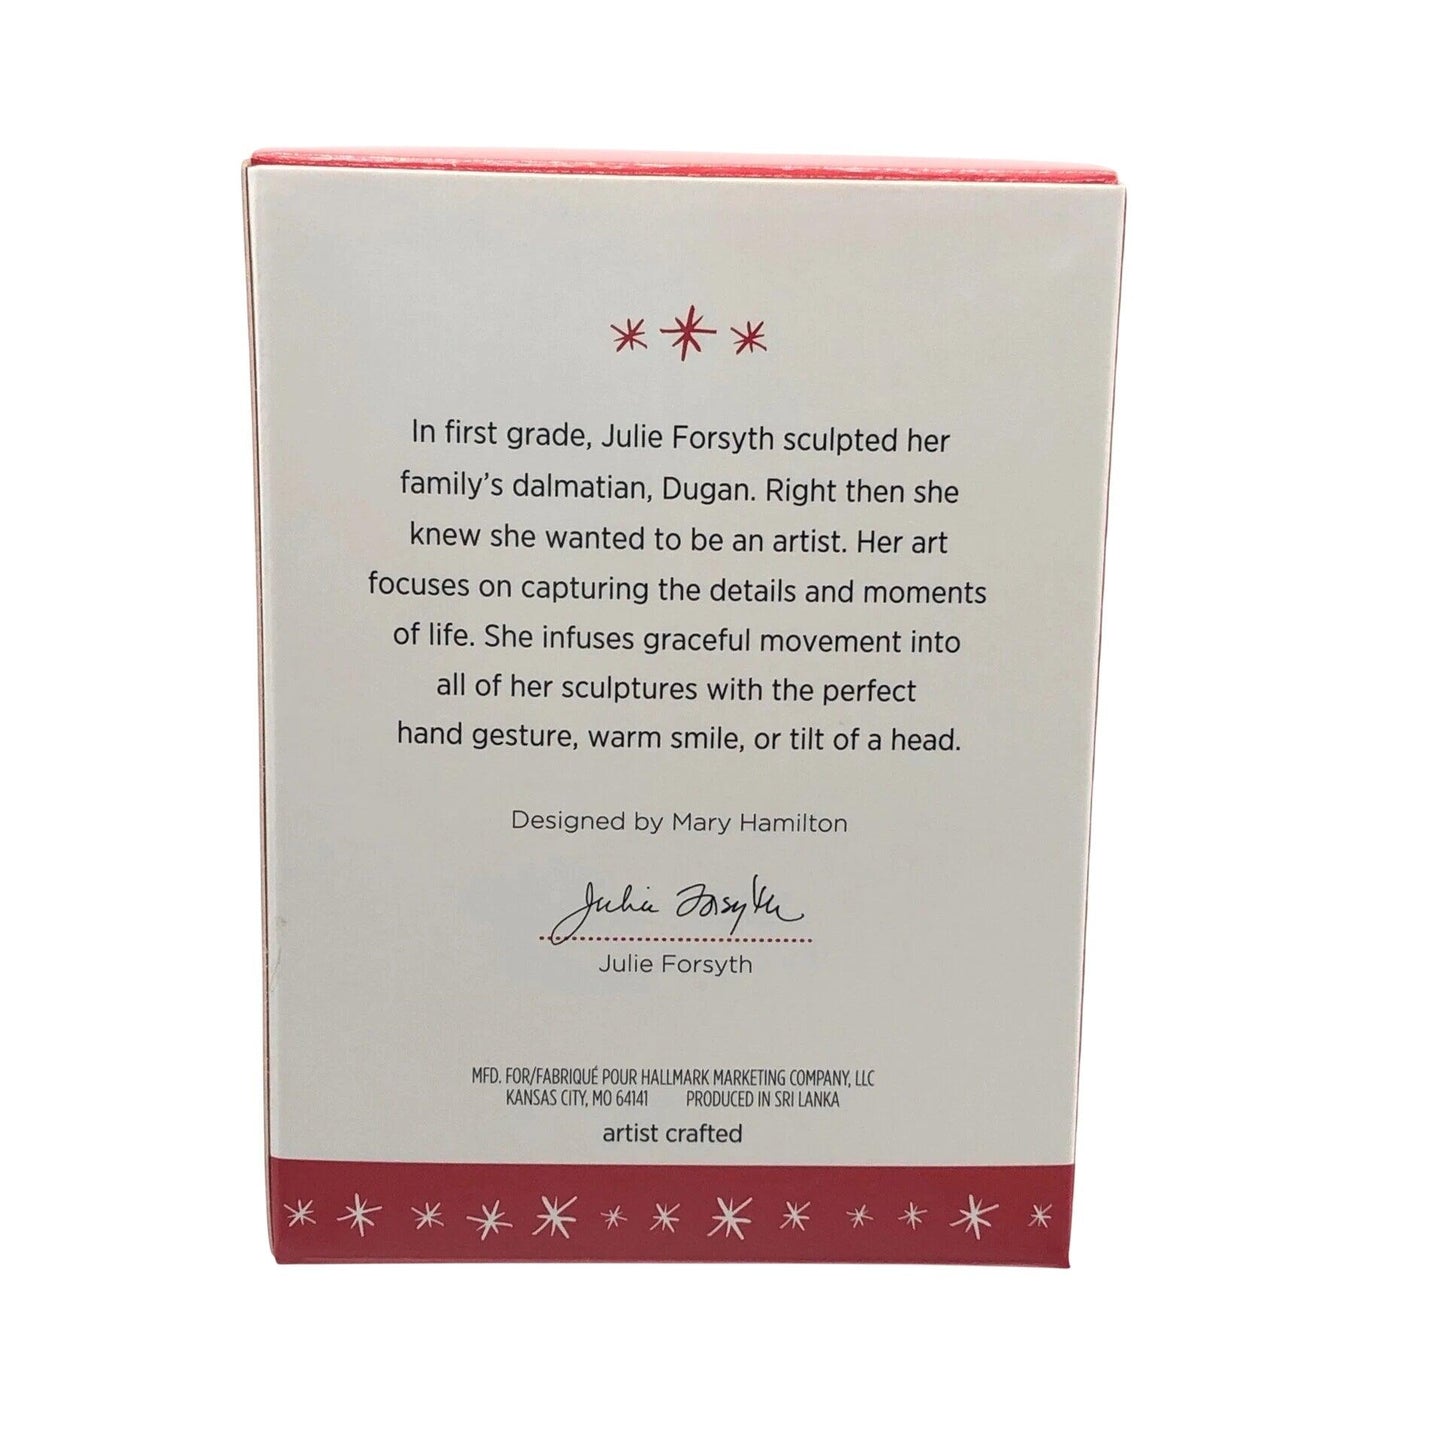 In first grade, Julie Forsyth sculpted her
family’s dalmatian, Dugan. Right then she
knew she wanted to be an artist. Her art
focuses on capturing the details and moments
of life. She infuses graceful movement into
all of her sculptures with the perfect
hand gesture, warm smile, or tilt of a head.
Designed by Mary Hamilton
Julie Forsyth
Julie Forsyth
MFD. FOR/FABRIQUÉ POUR HALLMARK MARKETING COMPANY, LLC
KANSAS CITY, MO 64141 PRODUCED IN SRI LANKA
artist crafted